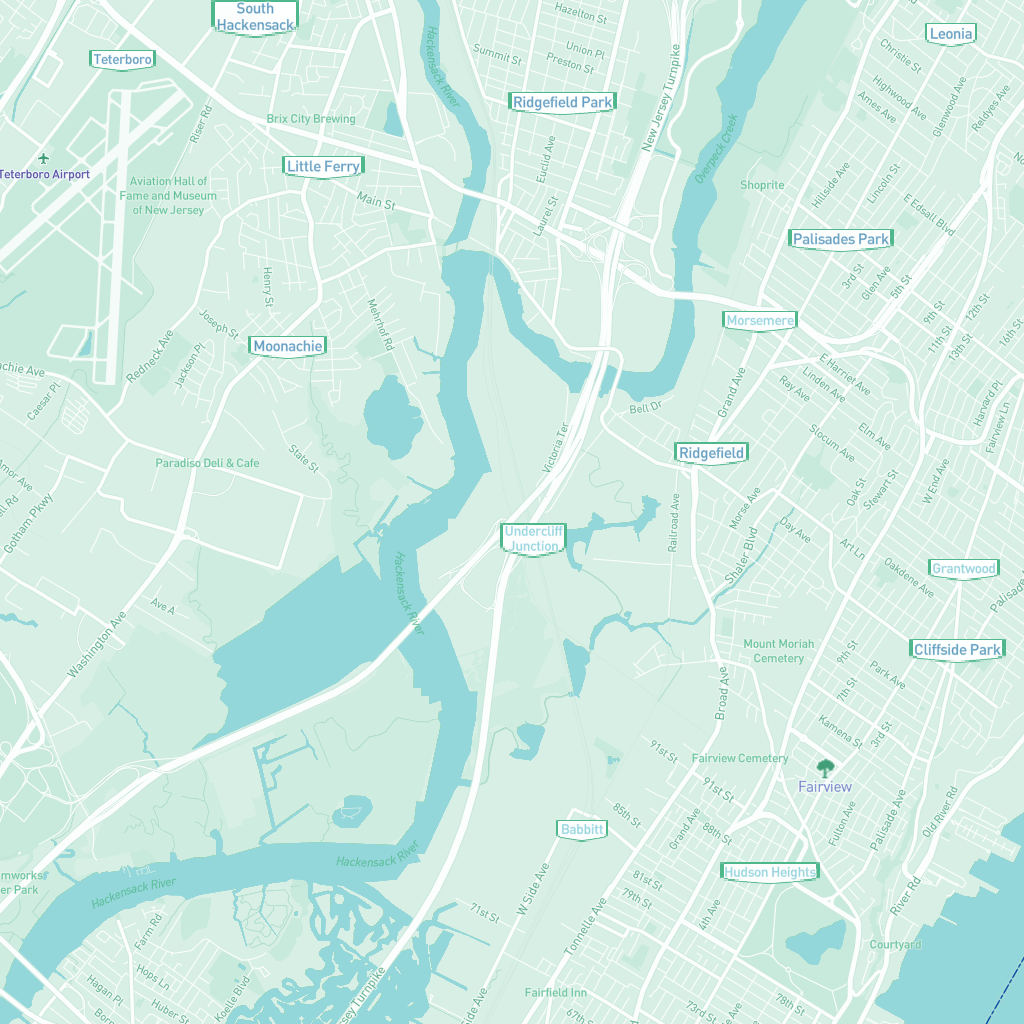 South
Hackensack
Hazelton St
Union Pl
Preston St
Summit St
Leonia
Christie St
Teterboro
Hackensack River
New Jersey Turnpike
Highwood Ave
Ames Ave
Glenwood Ave
Reldyes Ave
Ridgefield Park
Riser Rd
Brix City Brewing
Euclid Ave
Overpeck Creek
Teterboro Airport
Little Ferry
Aviation Hall of
Fame and Museum
of New Jersey
Main St
Laurel St
Shoprite
Hillside Ave
Lincoln St
E Edsall Blvd
Palisades Park
3rd St
Glen Ave
5th St
Henry St
Mehrhof Rd
Joseph St
Moonachie
Morsemere
9th St
12th St
11th St
13th St
16th St
Redneck Ave
Jackson Pl
Caesar Pl
E Harriet Ave
Linden Ave
Ray Ave
Grand Ave
Bell Dr
Harvard Pl
Fairview Ln
Elm Ave
Slocum Ave
Victoria Ter
Ridgefield
State St
Paradiso Deli & Cafe
Gotham Pkwy
W End Ave
Stewart St
Oak St
Morse Ave
Railroad Ave
Day Ave
Art Ln
Shaler Blvd
Undercliff
Junction
Oakdene Ave
Grantwood
Hackensack River
Ave A
Washington Ave
Mount Moriah
Cemetery
9th St
Cliffside Park
Park Ave
7th St
Broad Ave
Kamena St
3rd St
91st St
Fairview Cemetery
91st St
Fairview
Fulton Ave
Palisade Ave
Old River Rd
85th St
88th St
Grand Ave
Babbitt
Hackensack River
Hackensack River
Hudson Heights
81st St
79th St
W Side Ave
Tonnelle Ave
4th Ave
River Rd
71st St
Farm Rd
Courtyard
Hops Ln
Hagan Pl
Huber St
Koelle Blvd
Fairfield Inn
78th St
73rd St
67th St